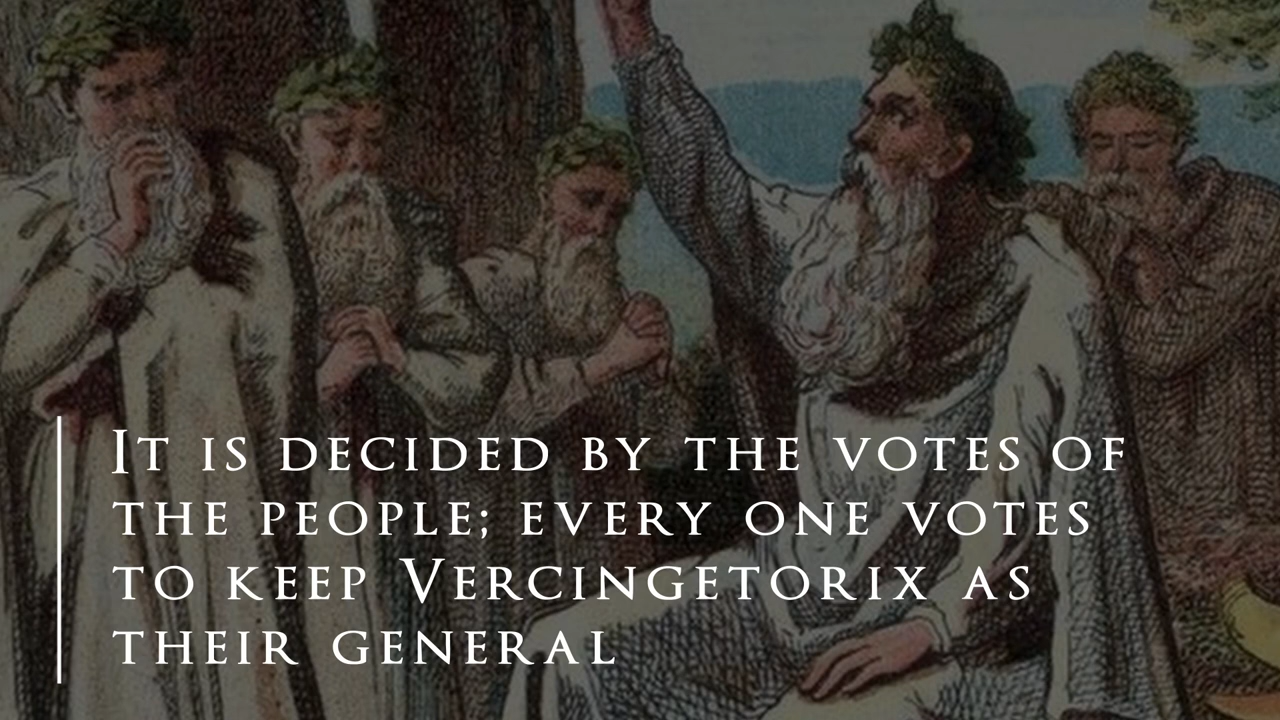 It is decided by the votes of
the people; every one votes
to keep Vercingetorix as
their general